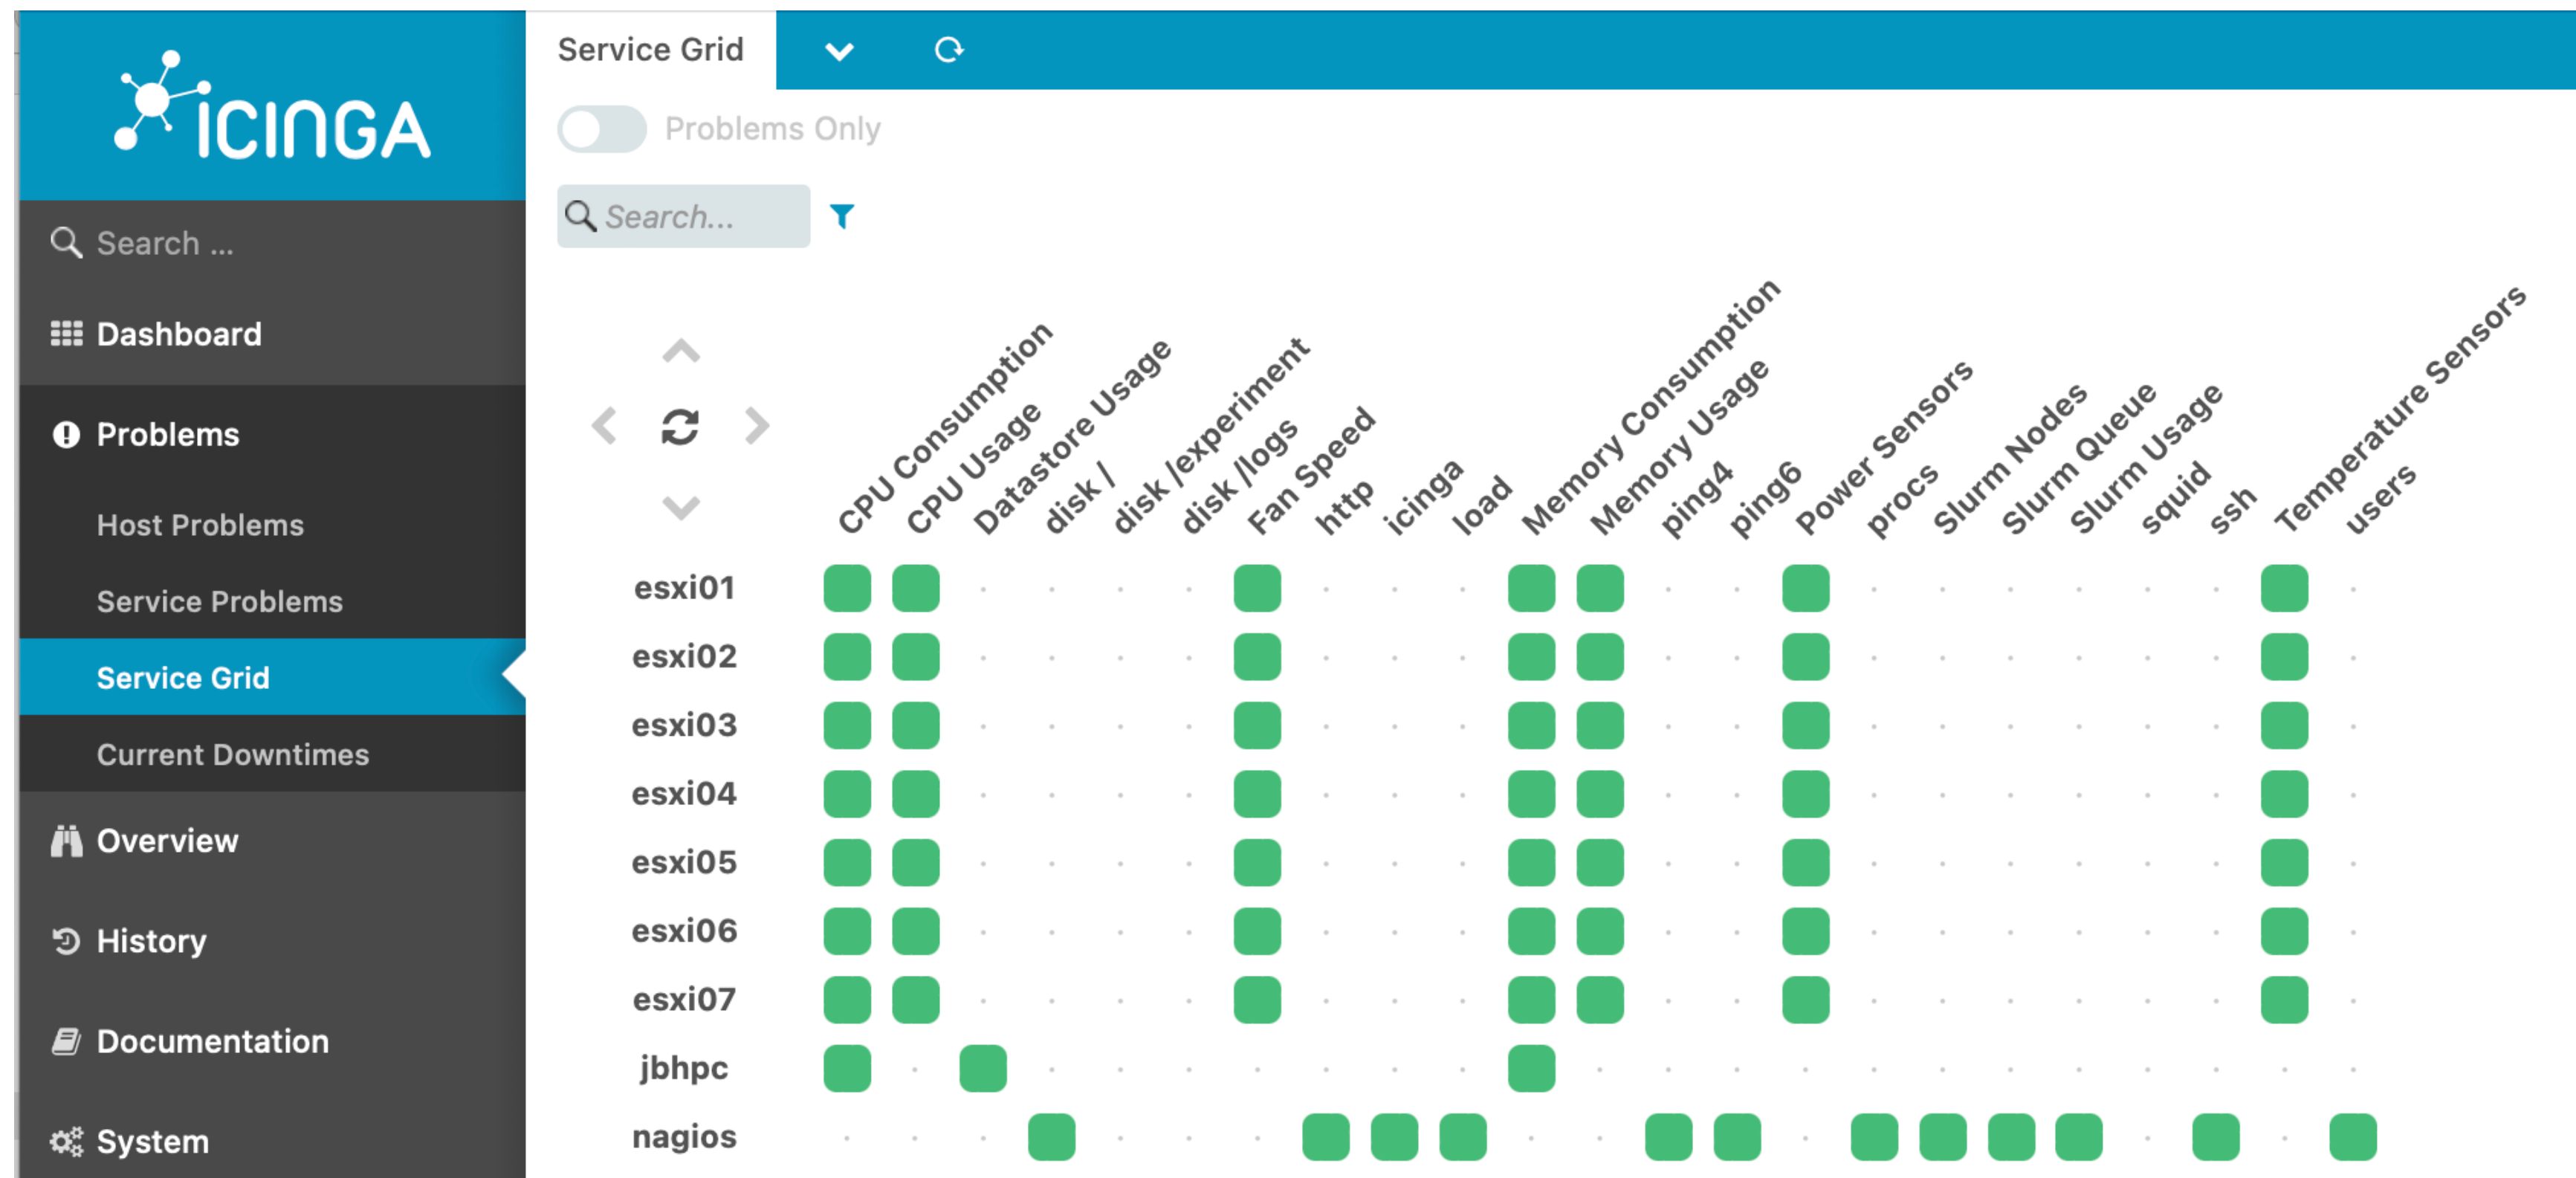 ICINGA
Search ...
Dashboard
Problems
Host Problems
Service Problems
Service Grid
Current Downtimes
Overview
History
Documentation
System
Service Grid
Problems Only
Search...
CPU Consumption
CPU Usage
Datastore Usage
disk /
disk /experiment
disk /logs
Fan Speed
http
icinga
load
Memory Consumption
Memory Usage
ping4
ping6
Power Sensors
procs
Slurm Nodes
Slurm Queue
Slurm Usage
squid
ssh
Temperature Sensors
users
esxi01
esxi02
esxi03
esxi04
esxi05
esxi06
esxi07
jbhpc
nagios